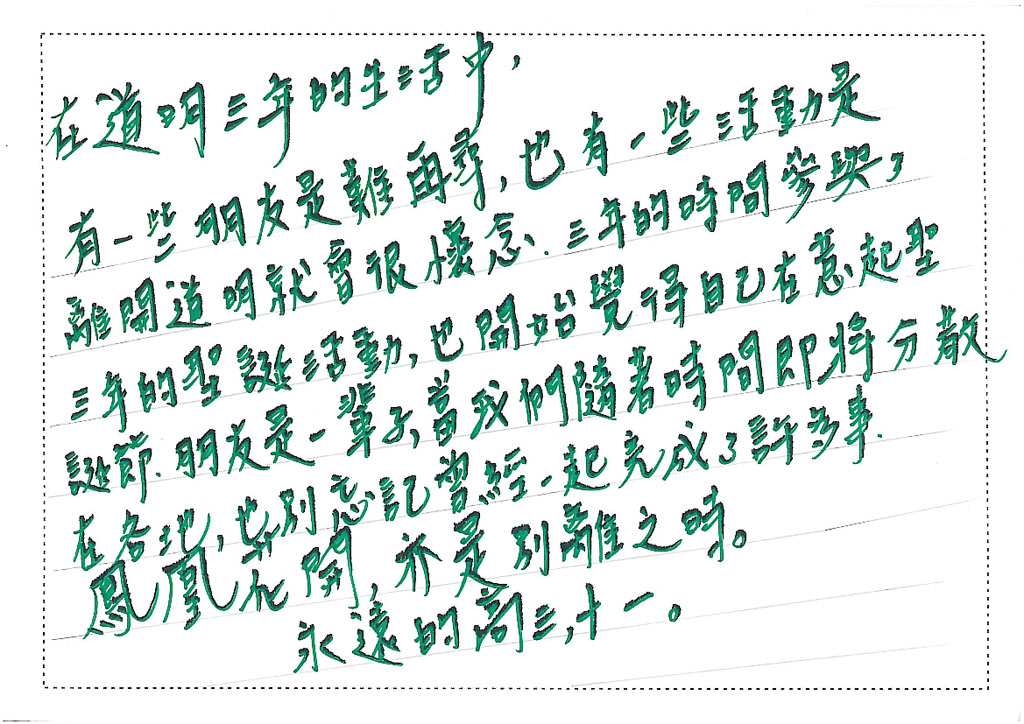 在道明三年的生活中，
有一些朋友是難再尋，也有一些活動是
離開道明就會很懷念．三年的時間參與了
三年的聖誕活動，也開始覺得自己在意起聖
誕節．朋友是一輩子，當我們隨著時間即將分散
在各地，也別忘記曾經一起完成了許多事．
鳳凰花開，亦是別離之時。
永遠的高三，十一。